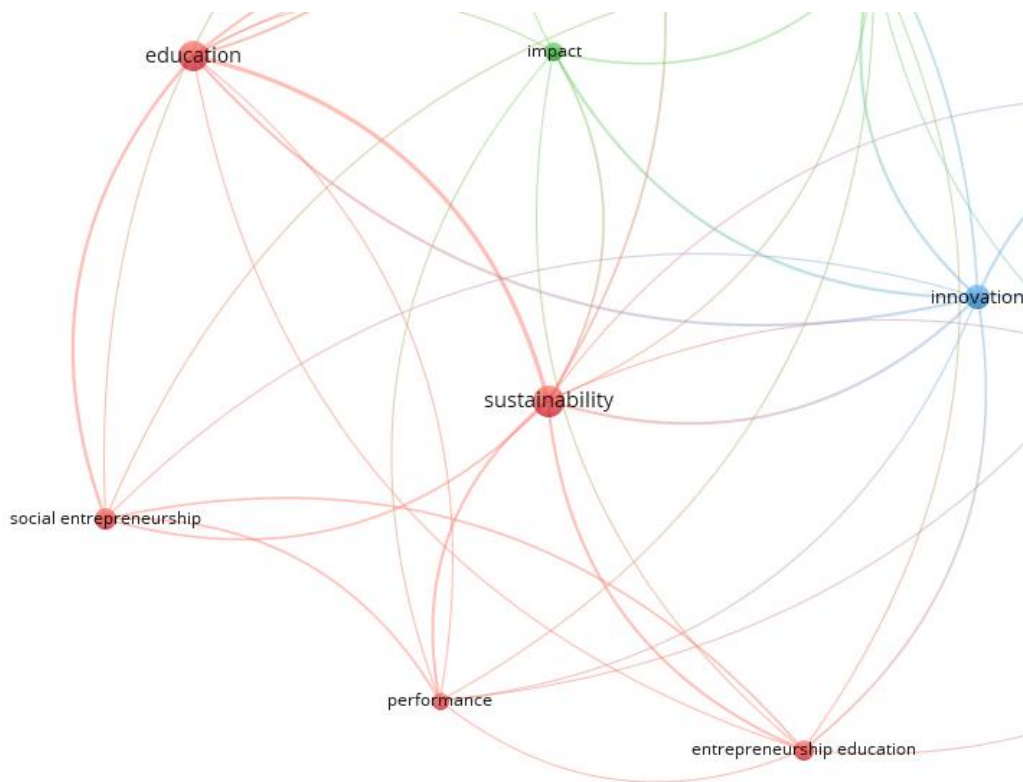 education
impact
innovation
sustainability
social entrepreneurship
performance
entrepreneurship education